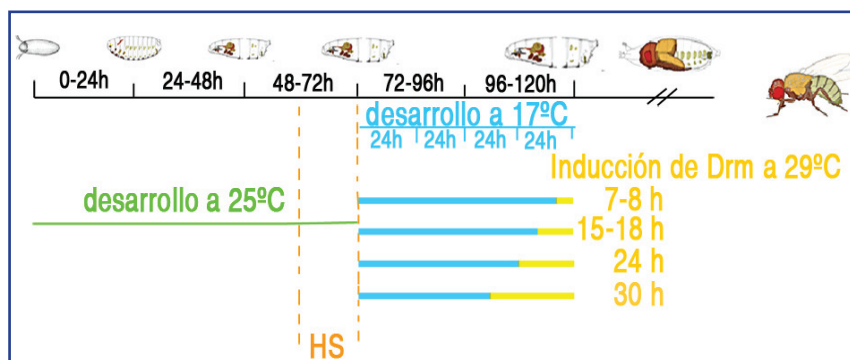 0-24h 24-48h 48-72h 72-96h 96-120h
desarrollo a 17ºC
24h 24h 24h 24h
Inducción de Drm a 29ºC
desarrollo a 25ºC
7-8 h
15-18 h
24 h
30 h
HS